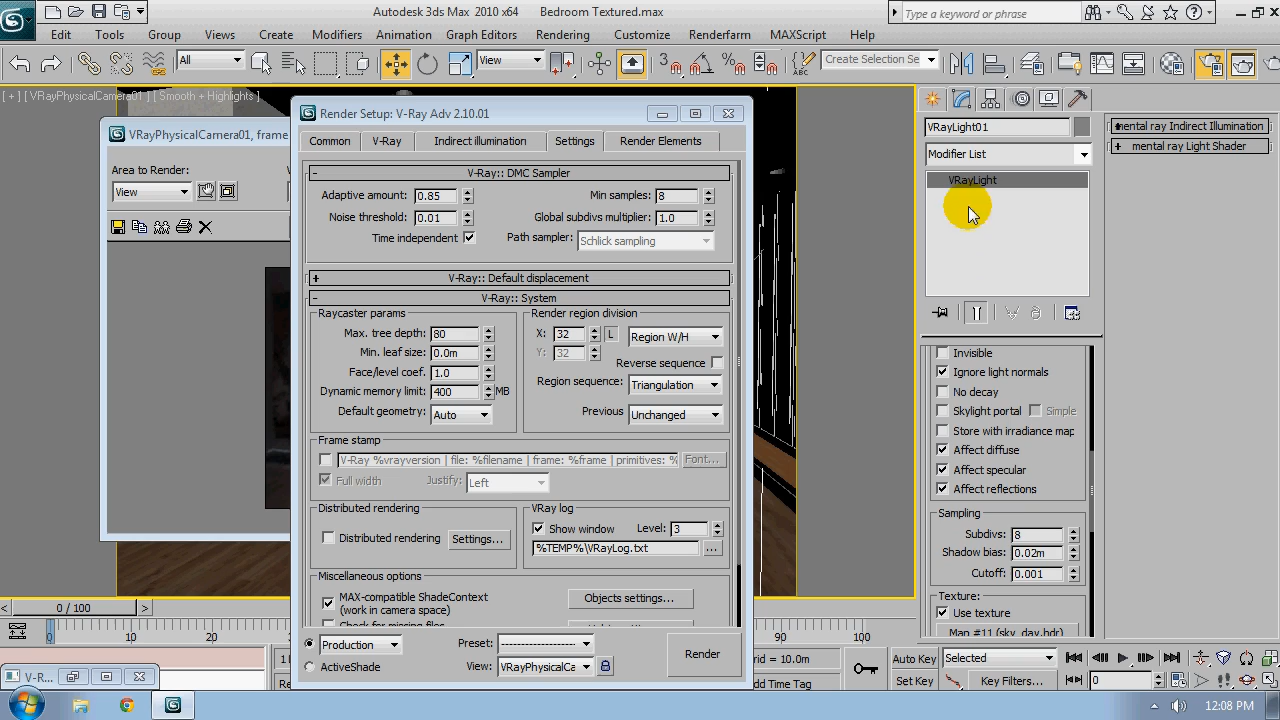 Autodesk 3ds Max 2010 x64 Bedroom Textured.max
Type a keyword or phrase
Edit Tools Group Views Create Modifiers Animation Graph Editors Rendering Customize Renderfarm MAXScript Help
All
View
Create Selection Se
[ + ] [ VRayPhysicalCamera01 ] [ Smooth + Highlights ]
VRayPhysicalCamera01, frame
Area to Render:
View
Render Setup: V-Ray Adv 2.10.01
Common V-Ray Indirect illumination Settings Render Elements
- V-Ray:: DMC Sampler
Adaptive amount: 0.85 Min samples: 8
Noise threshold: 0.01 Global subdivs multiplier: 1.0
Time independent Path sampler: Schlick sampling
+ V-Ray:: Default displacement
- V-Ray:: System
Raycaster params
Max. tree depth: 80
Min. leaf size: 0.0m
Face/level coef. 1.0
Dynamic memory limit: 400 MB
Default geometry: Auto
Render region division
X: 32 L Region W/H
Y: 32
Reverse sequence
Region sequence: Triangulation
Previous Unchanged
Frame stamp
V-Ray %vrayversion | file: %filename | frame: %frame | primitives: % Font...
Full width Justify: Left
Distributed rendering
Distributed rendering Settings...
VRay log
Show window Level: 3
%TEMP%\VRayLog.txt ...
Miscellaneous options
MAX-compatible ShadeContext
(work in camera space)
Objects settings...
Check for missing files
Production
ActiveShade
Preset: -------------------
View: VRayPhysicalCa
Render
VRayLight01
Modifier List
VRayLight
Invisible
Ignore light normals
No decay
Skylight portal Simple
Store with irradiance map
Affect diffuse
Affect specular
Affect reflections
Sampling
Subdivs: 8
Shadow bias: 0.02m
Cutoff: 0.001
Texture:
Use texture
Map #11 (sky_day.hdr)
mental ray Indirect Illumination
+ mental ray Light Shader
< 0 / 100 >
0 10 20 90 100
rid = 10.0m
dd Time Tag
Auto Key Selected
Set Key Key Filters... 0
V-R...
12:08 PM